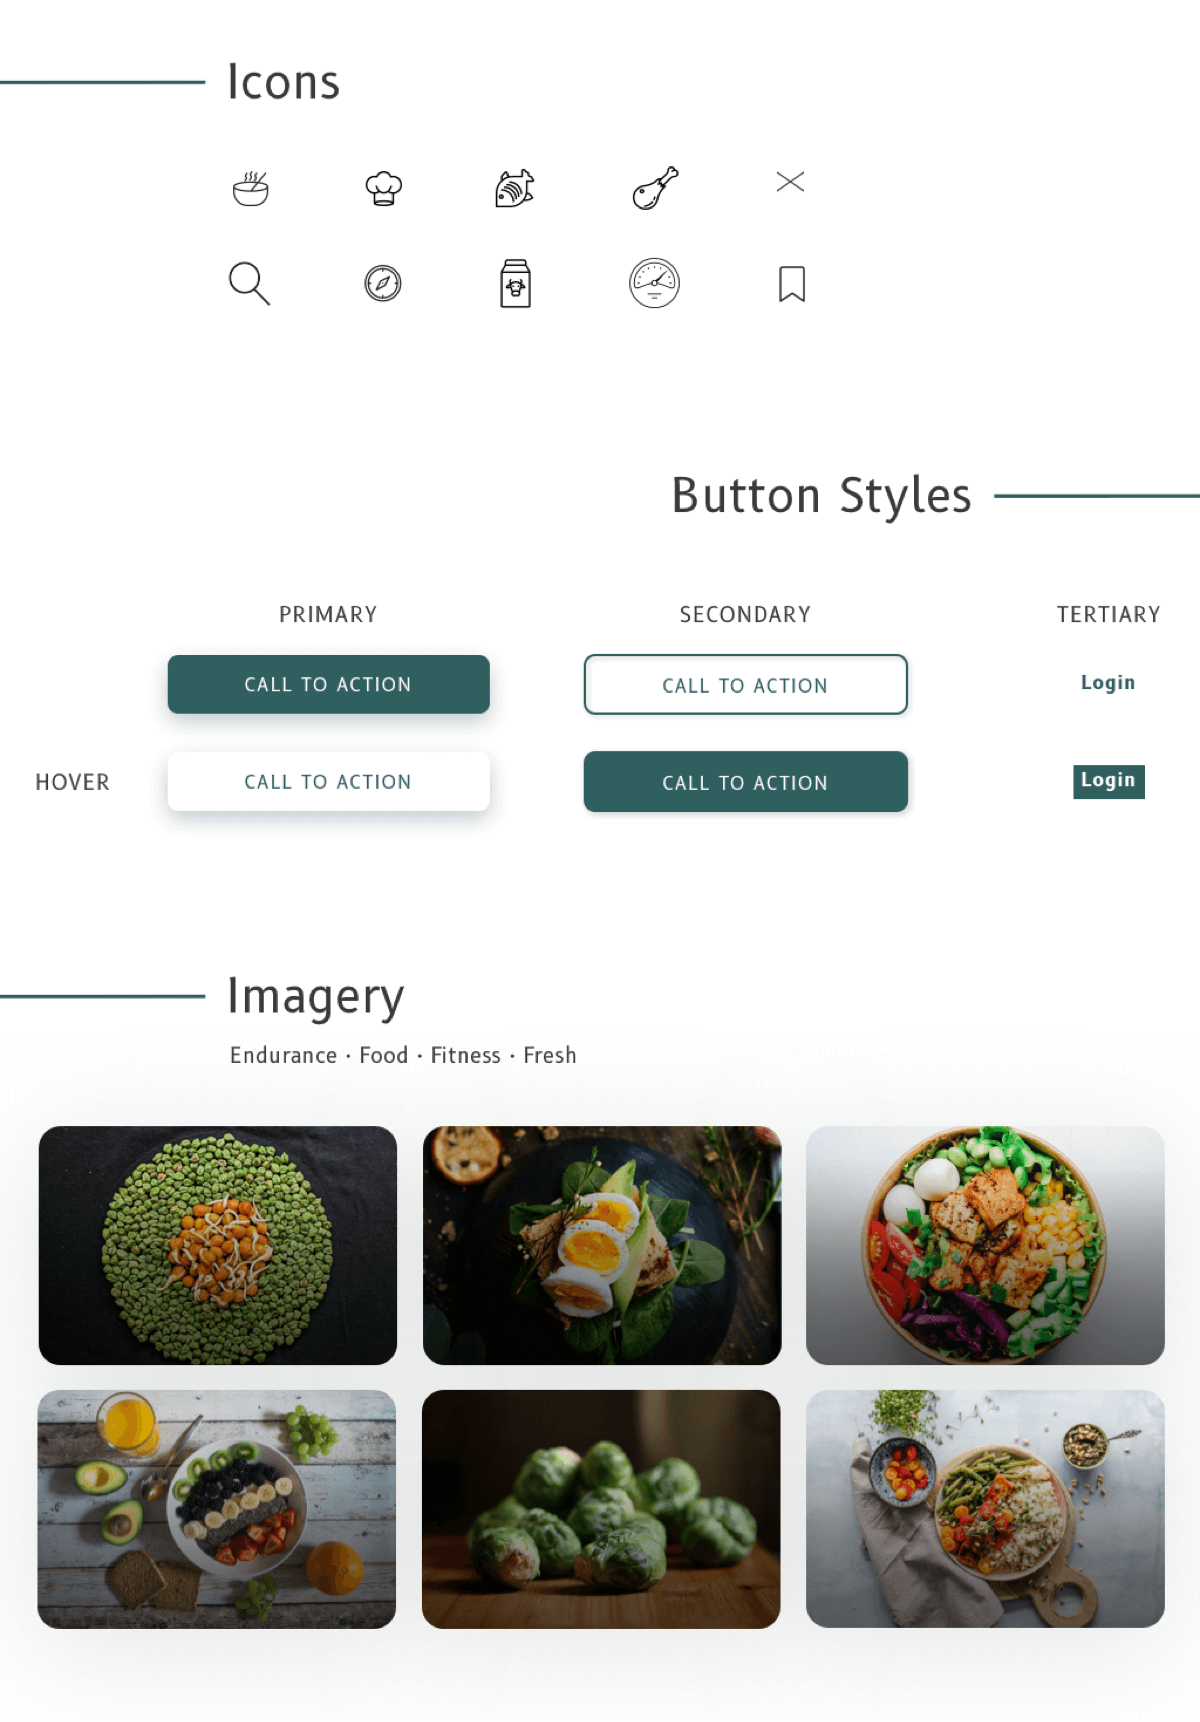 Icons
Button Styles
PRIMARY
SECONDARY
TERTIARY
CALL TO ACTION
CALL TO ACTION
Login
HOVER
CALL TO ACTION
CALL TO ACTION
Login
Imagery
Endurance · Food · Fitness · Fresh